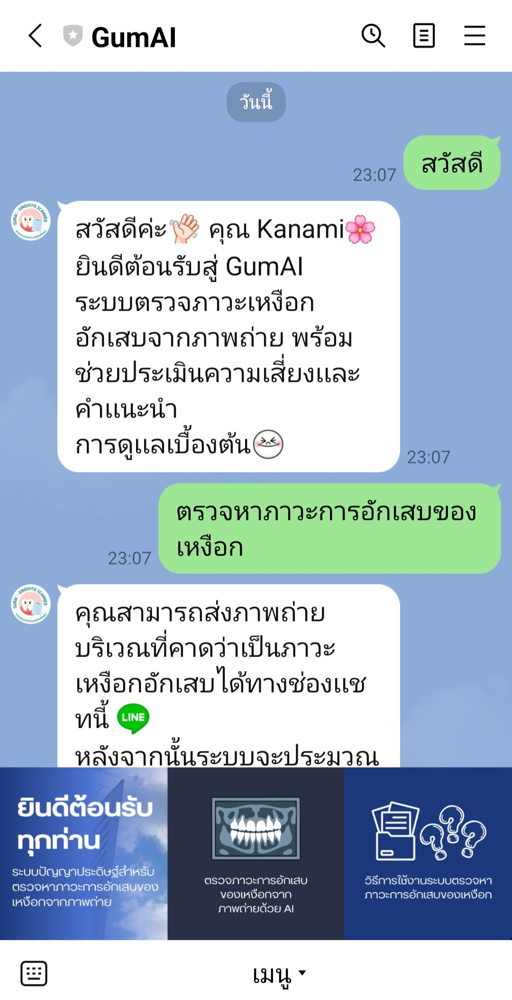 GumAI
วันนี้
สวัสดี
23:07
สวัสดีค่ะ👋🏻 คุณ Kanami🌸
ยินดีต้อนรับสู่ GumAI
ระบบตรวจภาวะเหงือก
อักเสบจากภาพถ่าย พร้อม
ช่วยประเมินความเสี่ยงและ
คำแนะนำ
การดูแลเบื้องต้น
23:07
ตรวจหาภาวะการอักเสบของ
เหงือก
23:07
คุณสามารถส่งภาพถ่าย
บริเวณที่คาดว่าเป็นภาวะ
เหงือกอักเสบได้ทางช่องแช
ทนี้ LINE
หลังจากนั้นระบบจะประมวณ
ยินดีต้อนรับ
ทุกท่าน
ระบบปัญญาประดิษฐ์สำหรับ
ตรวจหาภาวะการอักเสบของ
เหงือกจากภาพถ่าย
ตรวจภาวะการอักเสบ
ของเหงือกจาก
ภาพถ่ายด้วย AI
วิธีการใช้งานระบบตรวจหา
ภาวะการอักเสบของเหงือก
เมนู